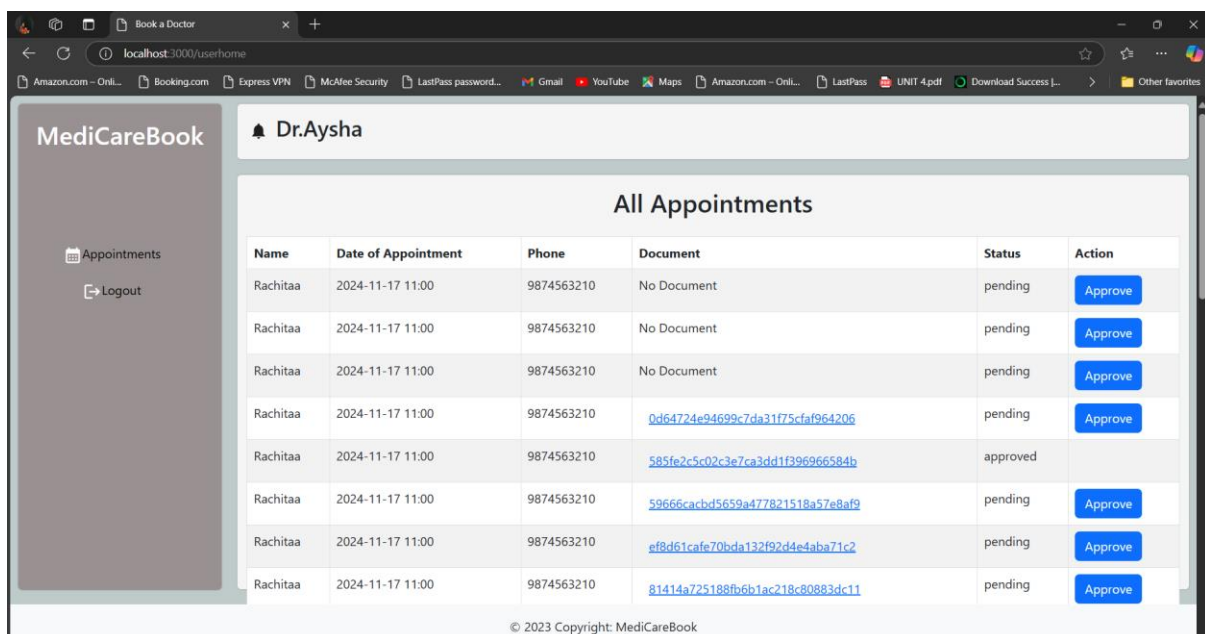 Book a Doctor
localhost:3000/userhome
Amazon.com – Onli... Booking.com Express VPN McAfee Security LastPass password... Gmail YouTube Maps Amazon.com – Onli... LastPass UNIT 4.pdf Download Success |... Other favorites
MediCareBook
Appointments
Logout
Dr.Aysha
All Appointments
Name Date of Appointment Phone Document Status Action
Rachitaa 2024-11-17 11:00 9874563210 No Document pending Approve
Rachitaa 2024-11-17 11:00 9874563210 No Document pending Approve
Rachitaa 2024-11-17 11:00 9874563210 No Document pending Approve
Rachitaa 2024-11-17 11:00 9874563210 0d64724e94699c7da31f75cfaf964206 pending Approve
Rachitaa 2024-11-17 11:00 9874563210 585fe2c5c02c3e7ca3dd1f396966584b approved
Rachitaa 2024-11-17 11:00 9874563210 59666cacbd5659a477821518a57e8af9 pending Approve
Rachitaa 2024-11-17 11:00 9874563210 ef8d61cafe70bda132f92d4e4aba71c2 pending Approve
Rachitaa 2024-11-17 11:00 9874563210 81414a725188fb6b1ac218c80883dc11 pending Approve
© 2023 Copyright: MediCareBook